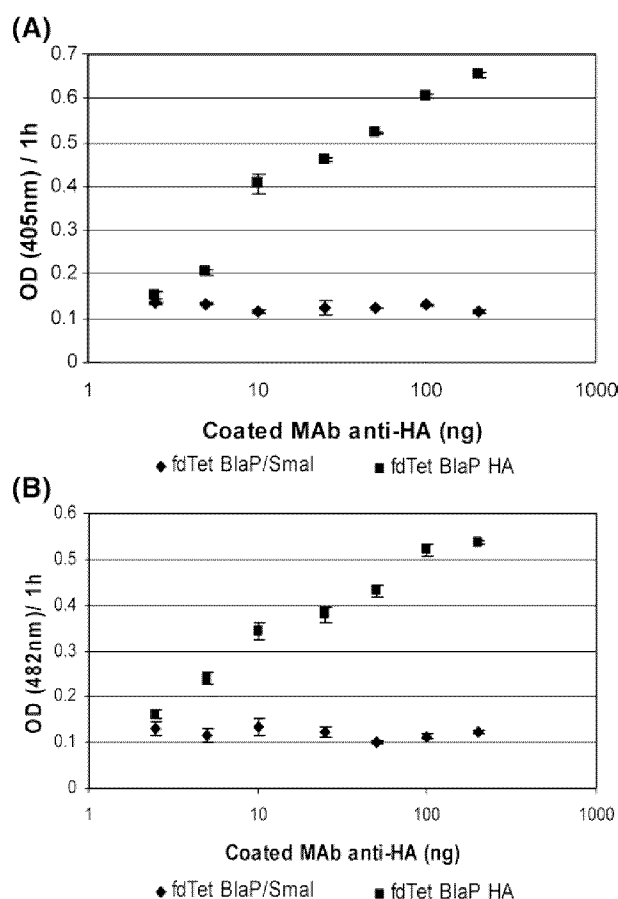 (A)
0.7
0.6
0.5
0.4
0.3
0.2
0.1
0
OD (405nm) / 1h
1 10 100 1000
Coated MAb anti-HA (ng)
◆ fdTet BlaP/SmaI ■ fdTet BlaP HA
(B)
0.6
0.5
0.4
0.3
0.2
0.1
0
OD (482nm)/ 1h
1 10 100 1000
Coated MAb anti-HA (ng)
◆ fdTet BlaP/SmaI ■ fdTet BlaP HA